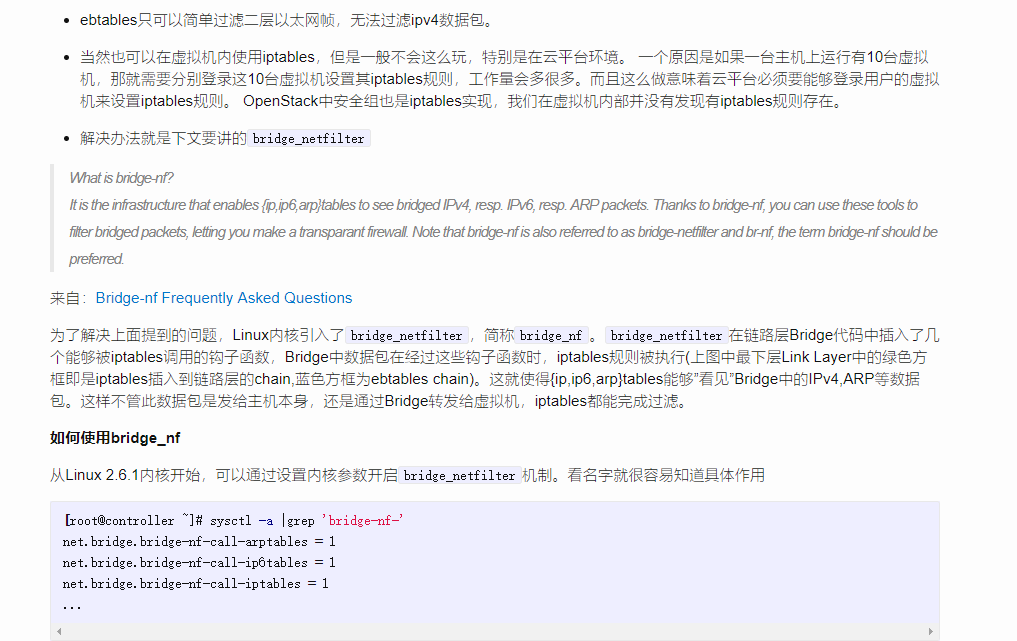 ebtables只可以简单过滤二层以太网帧，无法过滤ipv4数据包。
当然也可以在虚拟机内使用iptables，但是一般不会这么玩，特别是在云平台环境。 一个原因是如果一台主机上运行有10台虚拟
机，那就需要分别登录这10台虚拟机设置其iptables规则，工作量会多很多。而且这么做意味着云平台必须要能够登录用户的虚拟
机来设置iptables规则。 OpenStack中安全组也是iptables实现，我们在虚拟机内部并没有发现有iptables规则存在。
解决办法就是下文要讲的 bridge_netfilter
What is bridge-nf?
It is the infrastructure that enables {ip,ip6,arp}tables to see bridged IPv4, resp. IPv6, resp. ARP packets. Thanks to bridge-nf, you can use these tools to
filter bridged packets, letting you make a transparant firewall. Note that bridge-nf is also referred to as bridge-netfilter and br-nf, the term bridge-nf should be
preferred.
来自：Bridge-nf Frequently Asked Questions
为了解决上面提到的问题，Linux内核引入了 bridge_netfilter ，简称 bridge_nf 。 bridge_netfilter 在链路层Bridge代码中插入了几
个能够被iptables调用的钩子函数，Bridge中数据包在经过这些钩子函数时，iptables规则被执行(上图中最下层Link Layer中的绿色方
框即是iptables插入到链路层的chain,蓝色方框为ebtables chain)。这就使得{ip,ip6,arp}tables能够”看见”Bridge中的IPv4,ARP等数据
包。这样不管此数据包是发给主机本身，还是通过Bridge转发给虚拟机，iptables都能完成过滤。
如何使用bridge_nf
从Linux 2.6.1内核开始，可以通过设置内核参数开启 bridge_netfilter 机制。看名字就很容易知道具体作用
[root@controller ~]# sysctl -a |grep 'bridge-nf-'
net.bridge.bridge-nf-call-arptables = 1
net.bridge.bridge-nf-call-ip6tables = 1
net.bridge.bridge-nf-call-iptables = 1
...